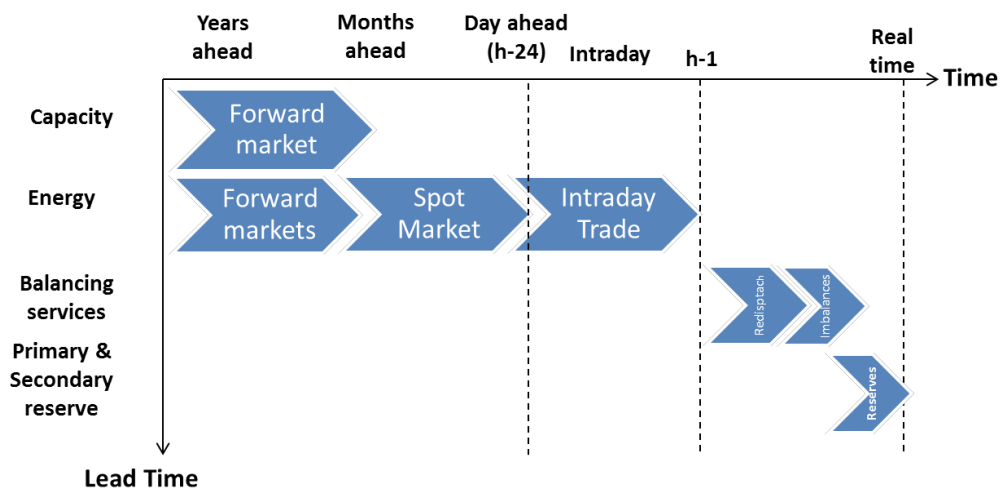 Years
ahead
Months
ahead
Day ahead
(h-24)
Intraday
h-1
Real
time
Time
Capacity
Forward
market
Energy
Forward
markets
Spot
Market
Intraday
Trade
Balancing
services
Redisptach
Imbalances
Primary &
Secondary
reserve
Reserves
Lead Time